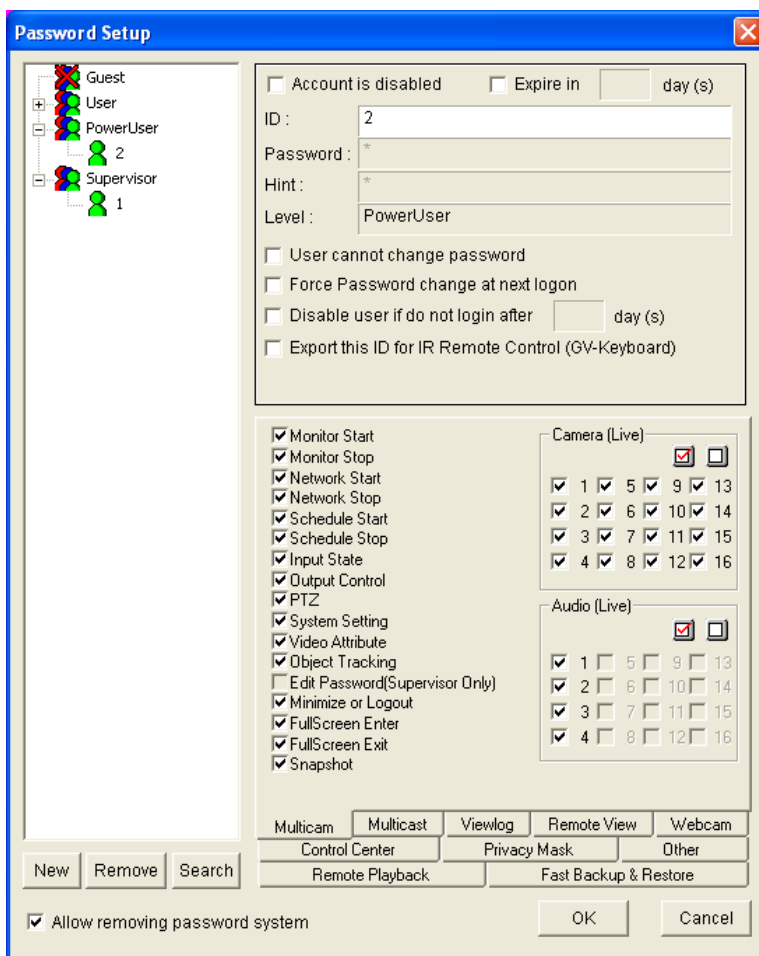 Password Setup
Guest
User
PowerUser
2
Supervisor
1
Account is disabled
Expire in
day (s)
ID :
2
Password :
*
Hint :
*
Level :
PowerUser
User cannot change password
Force Password change at next logon
Disable user if do not login after
day (s)
Export this ID for IR Remote Control (GV-Keyboard)
Monitor Start
Monitor Stop
Network Start
Network Stop
Schedule Start
Schedule Stop
Input State
Output Control
PTZ
System Setting
Video Attribute
Object Tracking
Edit Password(Supervisor Only)
Minimize or Logout
FullScreen Enter
FullScreen Exit
Snapshot
Camera (Live)
1 5 9 13
2 6 10 14
3 7 11 15
4 8 12 16
Audio (Live)
1 5 9 13
2 6 10 14
3 7 11 15
4 8 12 16
Multicam Multicast Viewlog Remote View Webcam
Control Center Privacy Mask Other
Remote Playback Fast Backup & Restore
New Remove Search
Allow removing password system
OK Cancel